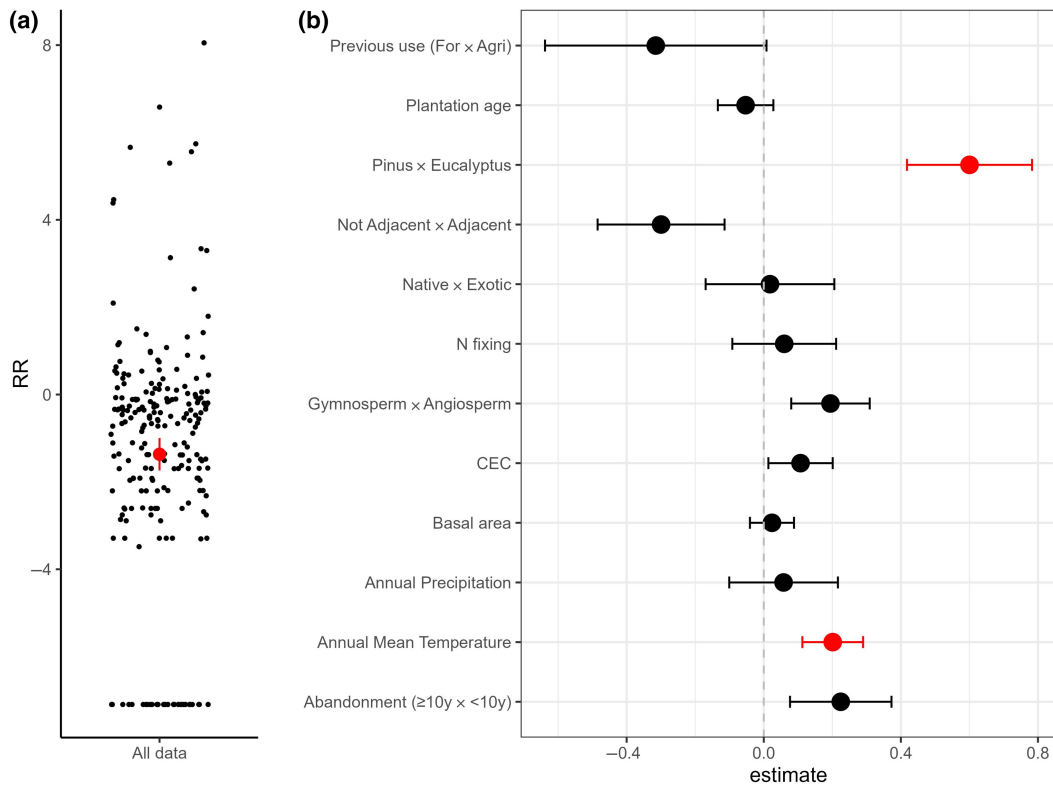 (a)
8
4
0
−4
RR
All data
(b)
Previous use (For × Agri)
Plantation age
Pinus × Eucalyptus
Not Adjacent × Adjacent
Native × Exotic
N fixing
Gymnosperm × Angiosperm
CEC
Basal area
Annual Precipitation
Annual Mean Temperature
Abandonment (≥10y × <10y)
−0.4 0.0 0.4 0.8
estimate